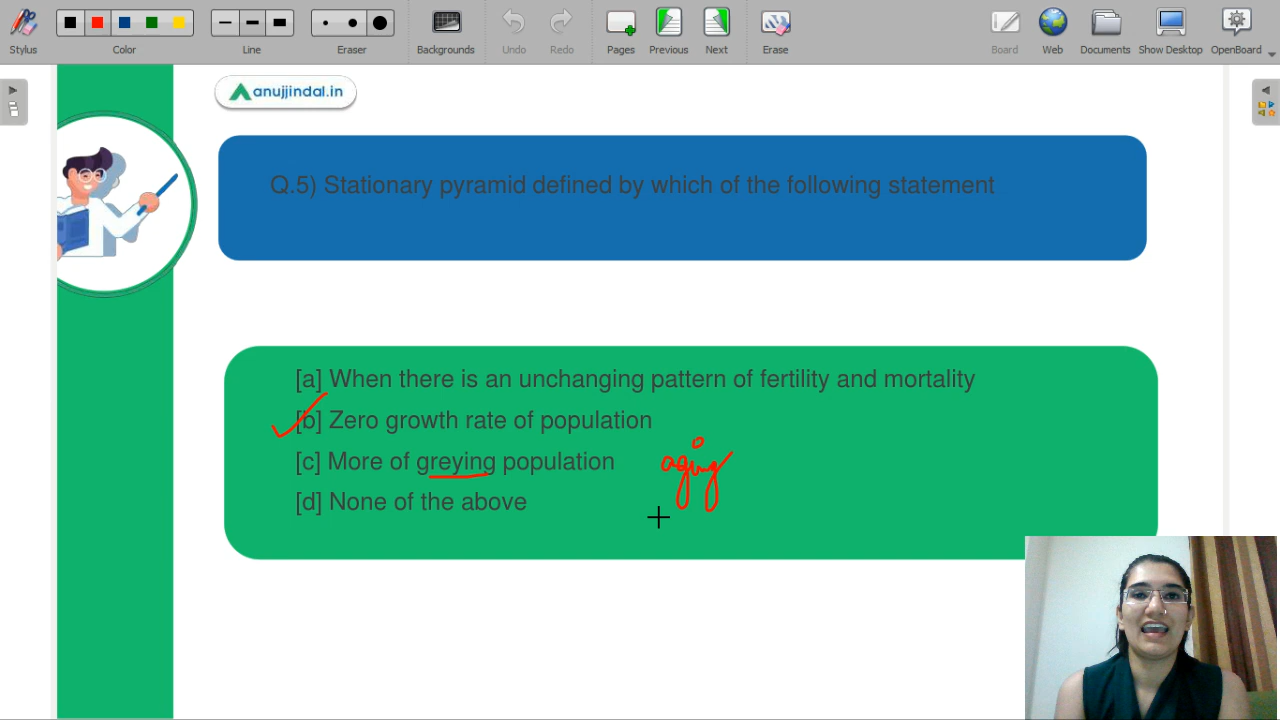 Stylus
Color
Line
Eraser
Backgrounds
Undo
Redo
Pages
Previous
Next
Erase
Board
Web
Documents
Show Desktop
OpenBoard
anujjindal.in
Q.5) Stationary pyramid defined by which of the following statement
[a] When there is an unchanging pattern of fertility and mortality
[b] Zero growth rate of population
[c] More of greying population
aging
[d] None of the above